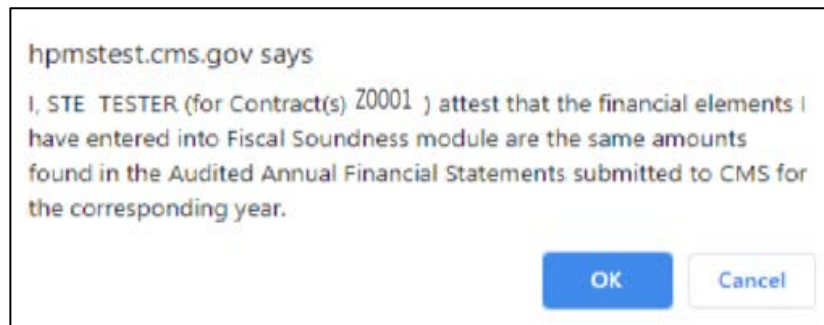 hpmstest.cms.gov says
I, STE TESTER (for Contract(s) Z0001 ) attest that the financial elements I
have entered into Fiscal Soundness module are the same amounts
found in the Audited Annual Financial Statements submitted to CMS for
the corresponding year.
OK Cancel